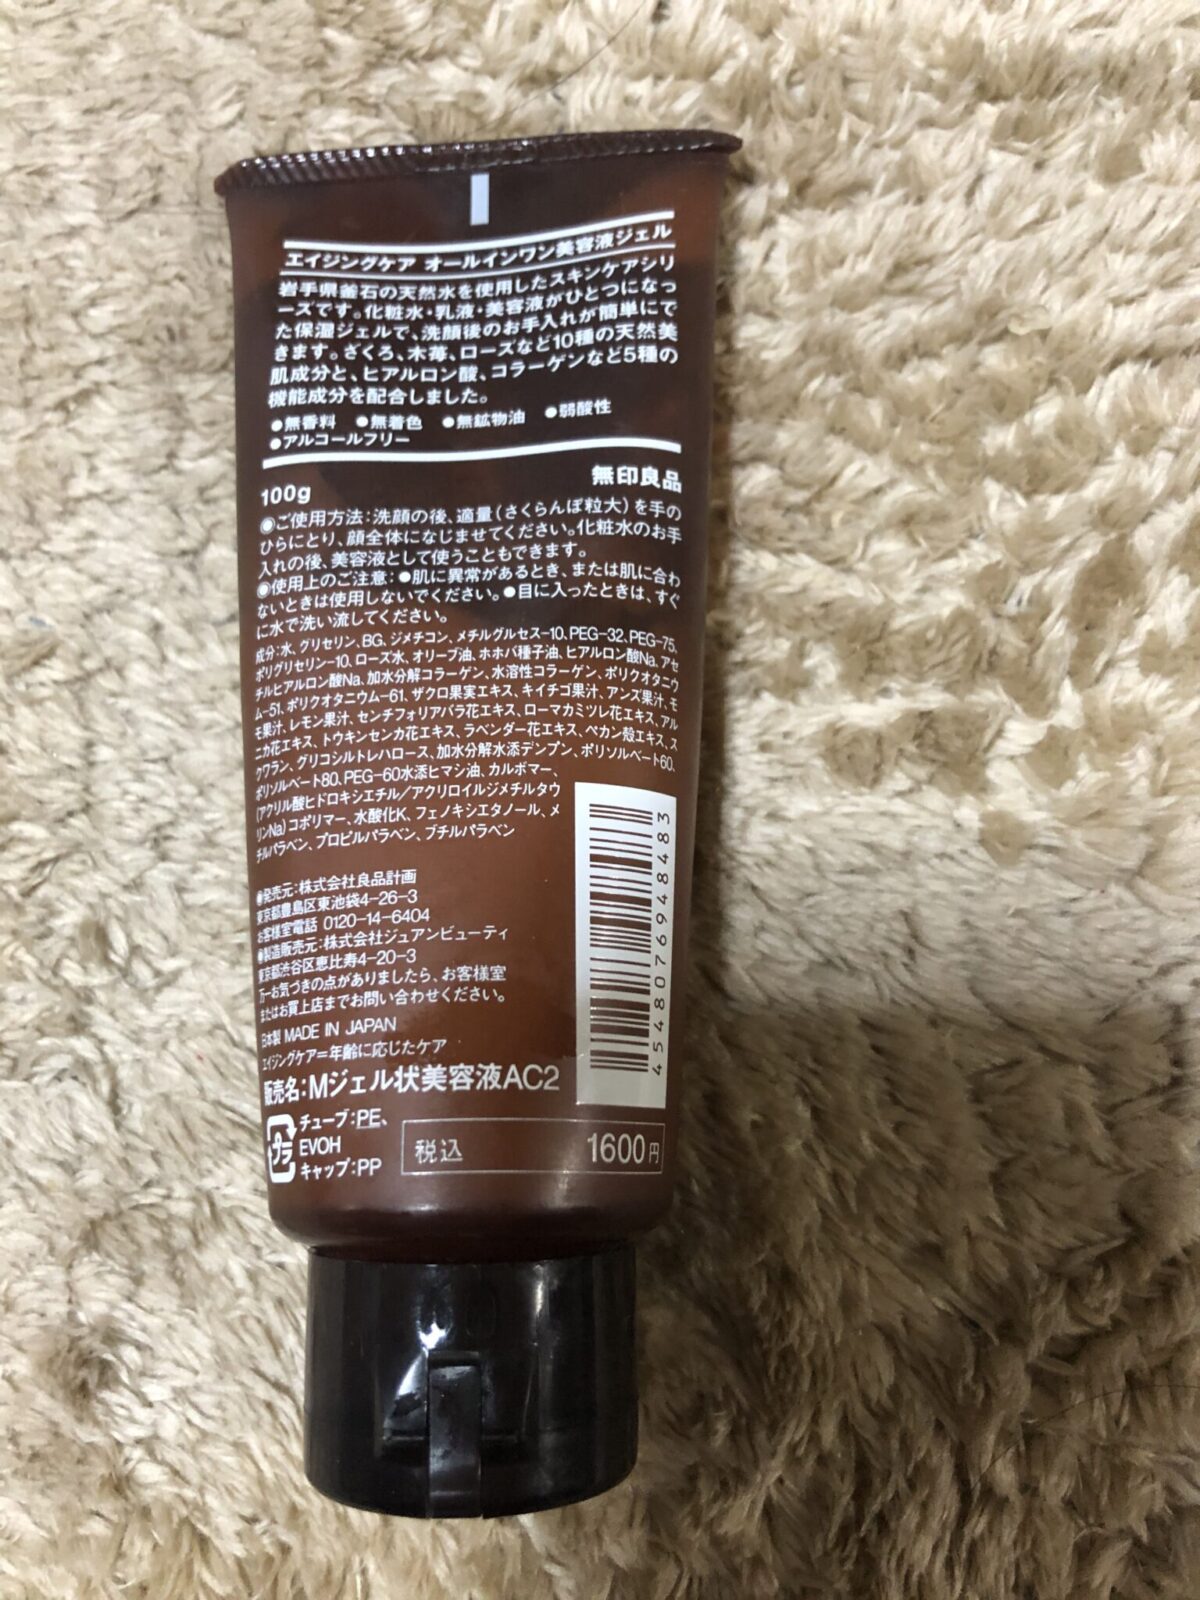 エイジングケア オールインワン美容液ジェル
岩手県釜石の天然水を使用したスキンケアシリ
ーズです。化粧水・乳液・美容液がひとつになっ
た保湿ジェルで、洗顔後のお手入れが簡単にで
きます。ざくろ、木苺、ローズなど10種の天然美
肌成分と、ヒアルロン酸、コラーゲンなど5種の
機能成分を配合しました。
●無香料 ●無着色 ●無鉱物油 ●弱酸性
●アルコールフリー
無印良品
100g
◉ご使用方法：洗顔の後、適量（さくらんぼ粒大）を手の
ひらにとり、顔全体になじませてください。化粧水のお手
入れの後、美容液として使うこともできます。
◉使用上のご注意：●肌に異常があるとき、または肌に合わ
ないときは使用しないでください。●目に入ったときは、すぐ
に水で洗い流してください。
成分：水、グリセリン、BG、ジメチコン、メチルグルセス-10、PEG-32、PEG-75、
ポリグリセリン-10、ローズ水、オリーブ油、ホホバ種子油、ヒアルロン酸Na、アセ
チルヒアルロン酸Na、加水分解コラーゲン、水溶性コラーゲン、ポリクオタニウ
ム-51、ポリクオタニウム-61、ザクロ果実エキス、キイチゴ果汁、アンズ果汁、モ
モ果汁、レモン果汁、センチフォリアバラ花エキス、ローマカミツレ花エキス、アル
ニカ花エキス、トウキンセンカ花エキス、ラベンダー花エキス、ペカン殻エキス、ス
クワラン、グリコシルトレハロース、加水分解水添デンプン、ポリソルベート60、
ポリソルベート80、PEG-60水添ヒマシ油、カルボマー、
（アクリル酸ヒドロキシエチル／アクリロイルジメチルタウ
リンNa）コポリマー、水酸化K、フェノキシエタノール、メ
チルパラベン、プロピルパラベン、ブチルパラベン
●発売元：株式会社良品計画
東京都豊島区東池袋4-26-3
お客様室電話 0120-14-6404
●製造販売元：株式会社ジュアンビューティ
東京都渋谷区恵比寿4-20-3
万一お気づきの点がありましたら、お客様室
またはお買上店までお問い合わせください。
日本製 MADE IN JAPAN
エイジングケア＝年齢に応じたケア
販売名：Mジェル状美容液AC2
プラ
チューブ：PE、
EVOH
キャップ：PP
税込 1600円
4548076948483